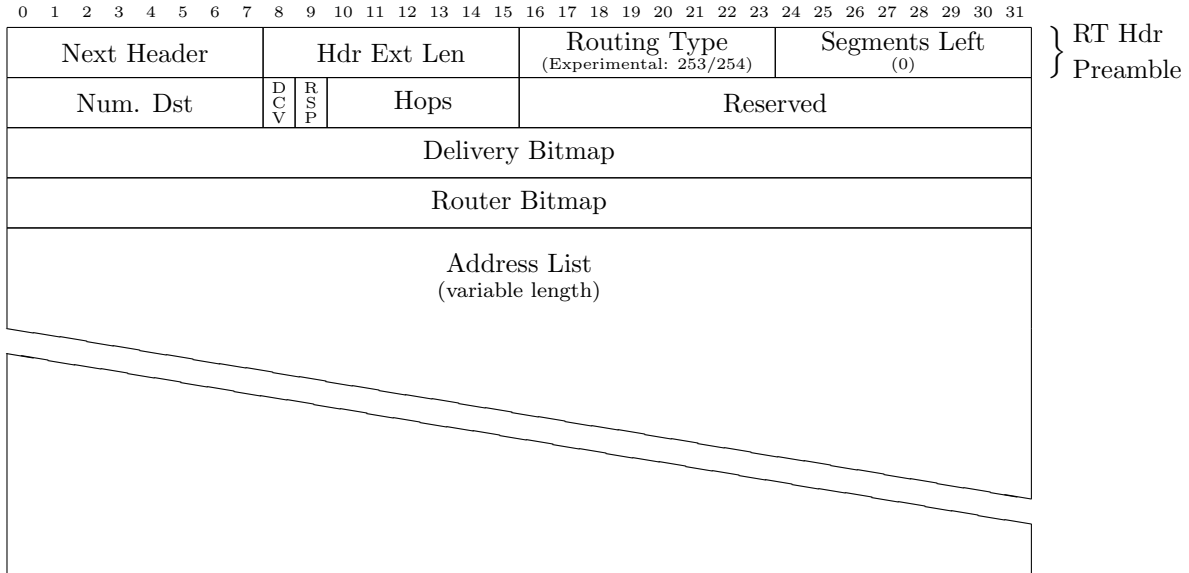 0 1 2 3 4 5 6 7 8 9 10 11 12 13 14 15 16 17 18 19 20 21 22 23 24 25 26 27 28 29 30 31
Next Header Hdr Ext Len Routing Type Segments Left RT Hdr
(Experimental: 253/254) (0) Preamble
Num. Dst DCV RSP Hops Reserved
Delivery Bitmap
Router Bitmap
Address List
(variable length)